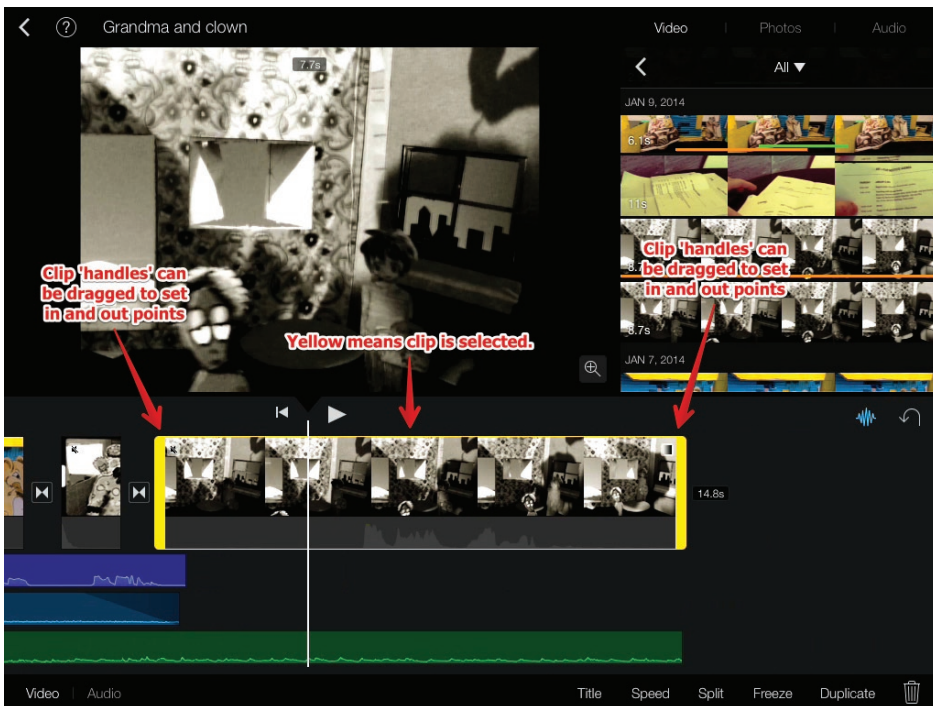 ? Grandma and clown
Video Photos Audio
7.7s
All ▼
JAN 9, 2014
6.1s
11s
Clip 'handles' can
be dragged to set
in and out points
Clip 'handles' can
be dragged to set
in and out points
Yellow means clip is selected.
8.7s
JAN 7, 2014
14.8s
Video Audio
Title Speed Split Freeze Duplicate